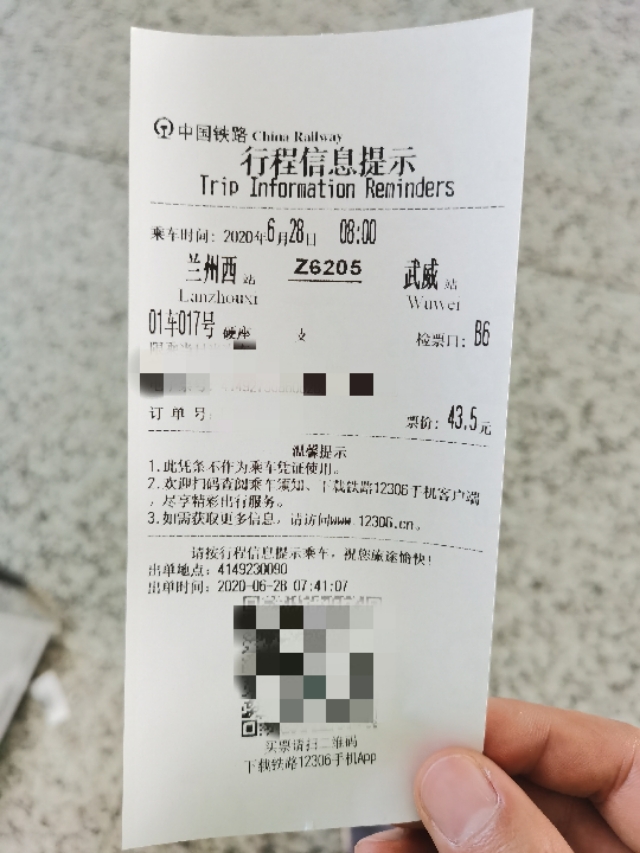 中国铁路 China Railway
行程信息提示
Trip Information Reminders
乘车时间：2020年6月28日 08:00
兰州西 站 Z6205 武威 站
Lanzhouxi Wuwei
01车017号 硬座 支 检票口：B6
订单号：
票价：43.5元
温馨提示
1.此凭条不作为乘车凭证使用。
2.欢迎扫码查阅乘车须知、下载铁路12306手机客户端
，尽享精彩出行服务。
3.如需获取更多信息，请访问www.12306.cn。
请按行程信息提示乘车，祝您旅途愉快！
出单地点：4149230090
出单时间：2020-06-28 07:41:07
买票请扫二维码
下载铁路12306手机App